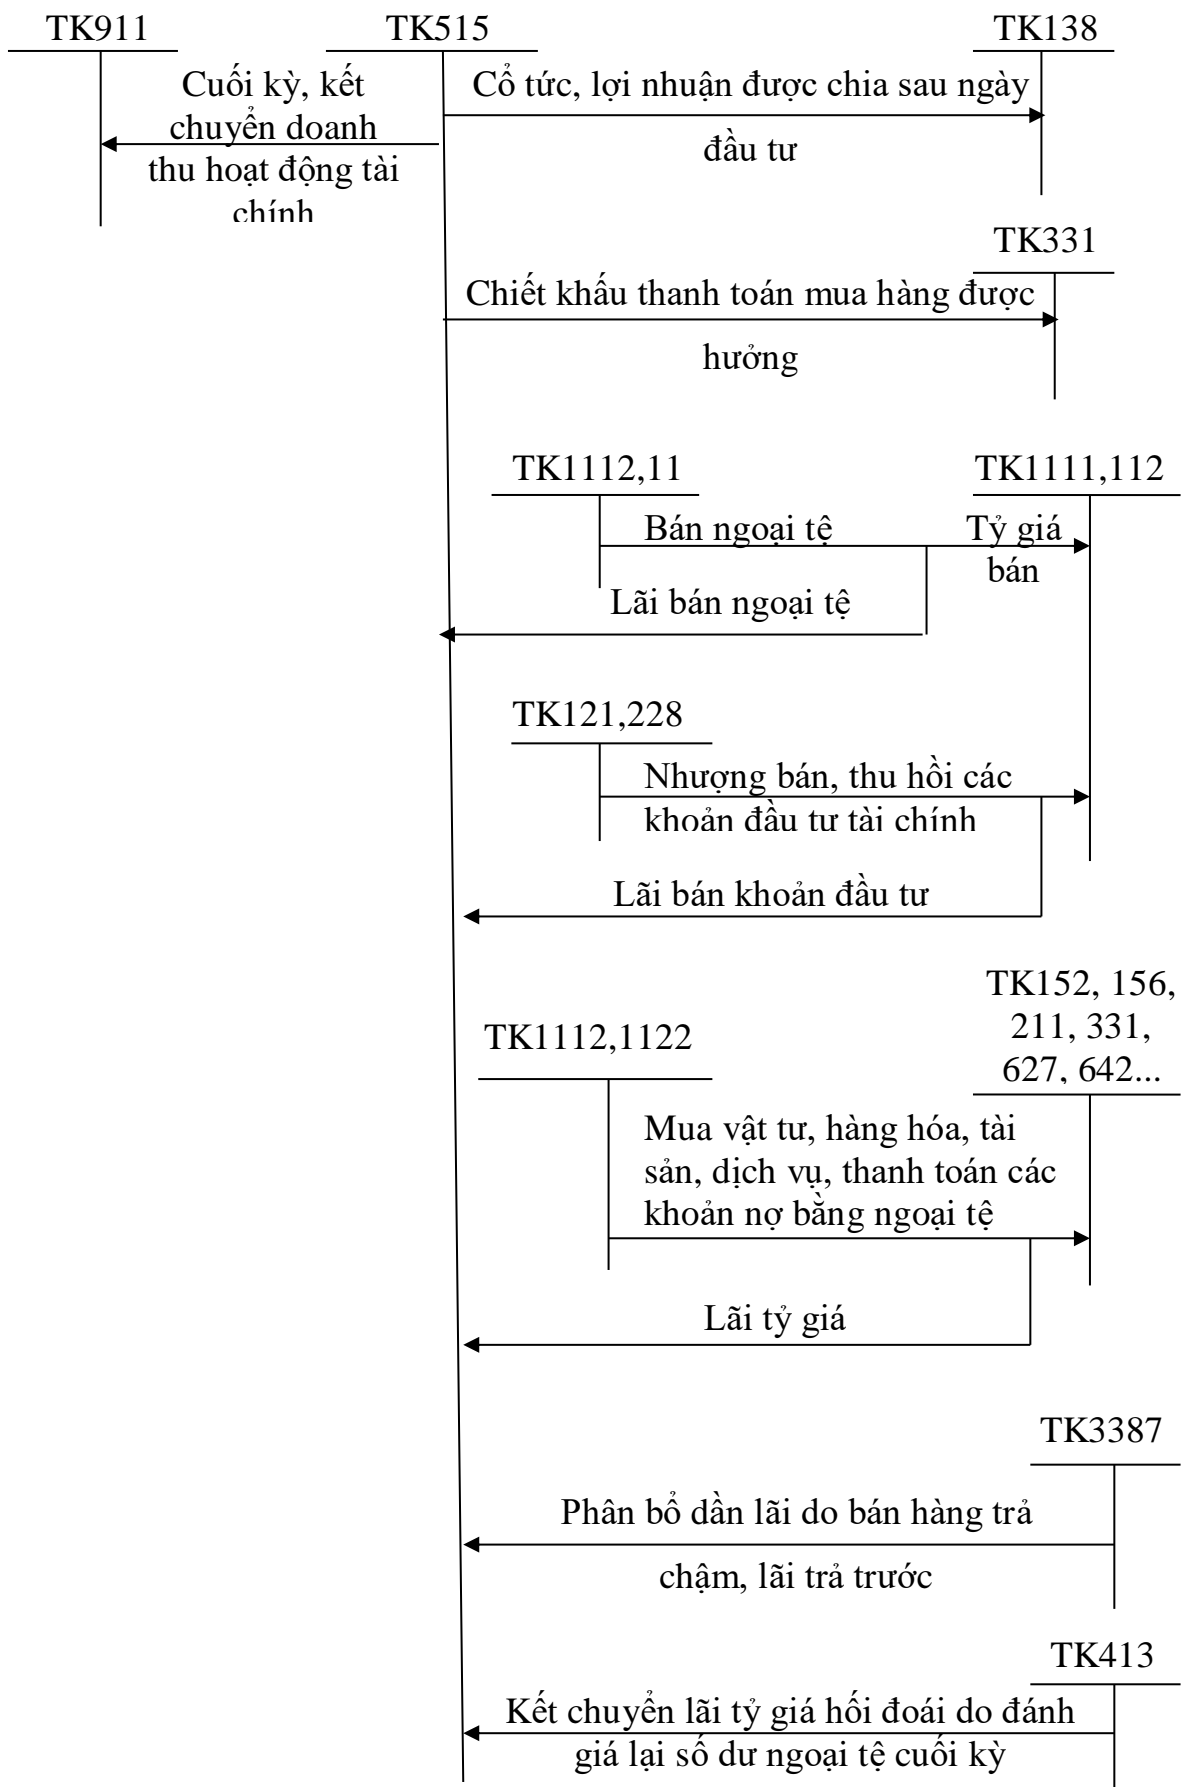 TK911
TK515
TK138
Cuối kỳ, kết
chuyển doanh
thu hoạt động tài
chính
Cổ tức, lợi nhuận được chia sau ngày
đầu tư
TK331
Chiết khấu thanh toán mua hàng được
hưởng
TK1112,11
TK1111,112
Bán ngoại tệ
Tỷ giá
bán
Lãi bán ngoại tệ
TK121,228
Nhượng bán, thu hồi các
khoản đầu tư tài chính
Lãi bán khoản đầu tư
TK152, 156,
211, 331,
627, 642...
TK1112,1122
Mua vật tư, hàng hóa, tài
sản, dịch vụ, thanh toán các
khoản nợ bằng ngoại tệ
Lãi tỷ giá
TK3387
Phân bổ dần lãi do bán hàng trả
chậm, lãi trả trước
TK413
Kết chuyển lãi tỷ giá hối đoái do đánh
giá lại số dư ngoại tệ cuối kỳ